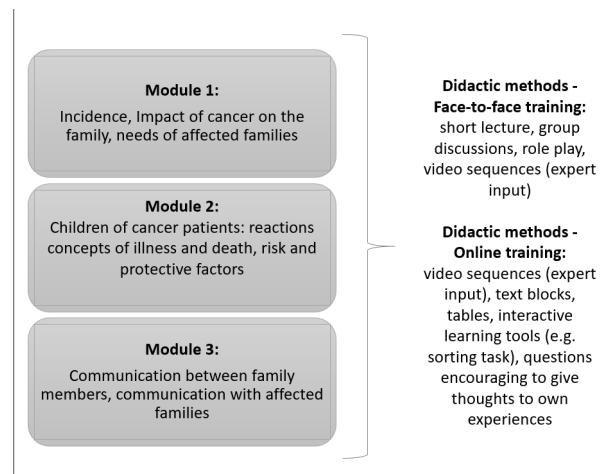 Module 1:
Incidence, Impact of cancer on the
family, needs of affected families
Module 2:
Children of cancer patients: reactions
concepts of illness and death, risk and
protective factors
Module 3:
Communication between family
members, communication with affected
families
Didactic methods -
Face-to-face training:
short lecture, group
discussions, role play,
video sequences (expert
input)
Didactic methods -
Online training:
video sequences (expert
input), text blocks,
tables, interactive
learning tools (e.g.
sorting task), questions
encouraging to give
thoughts to own
experiences